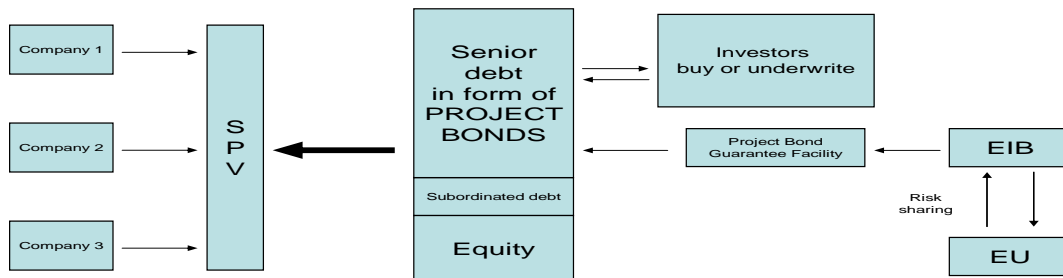 Company 1
Company 2
Company 3
S
P
V
Senior
debt
in form of
PROJECT
BONDS
Subordinated debt
Equity
Investors
buy or underwrite
Project Bond
Guarantee Facility
EIB
Risk
sharing
EU